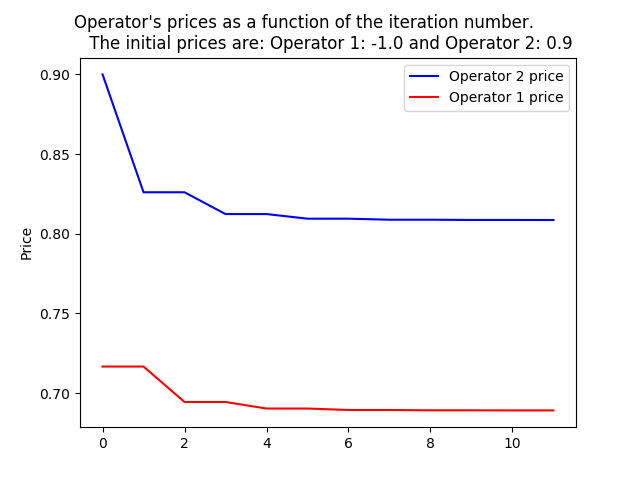 Operator's prices as a function of the iteration number.
The initial prices are: Operator 1: -1.0 and Operator 2: 0.9
Operator 2 price
Operator 1 price
Price
0.90
0.85
0.80
0.75
0.70
0 2 4 6 8 10